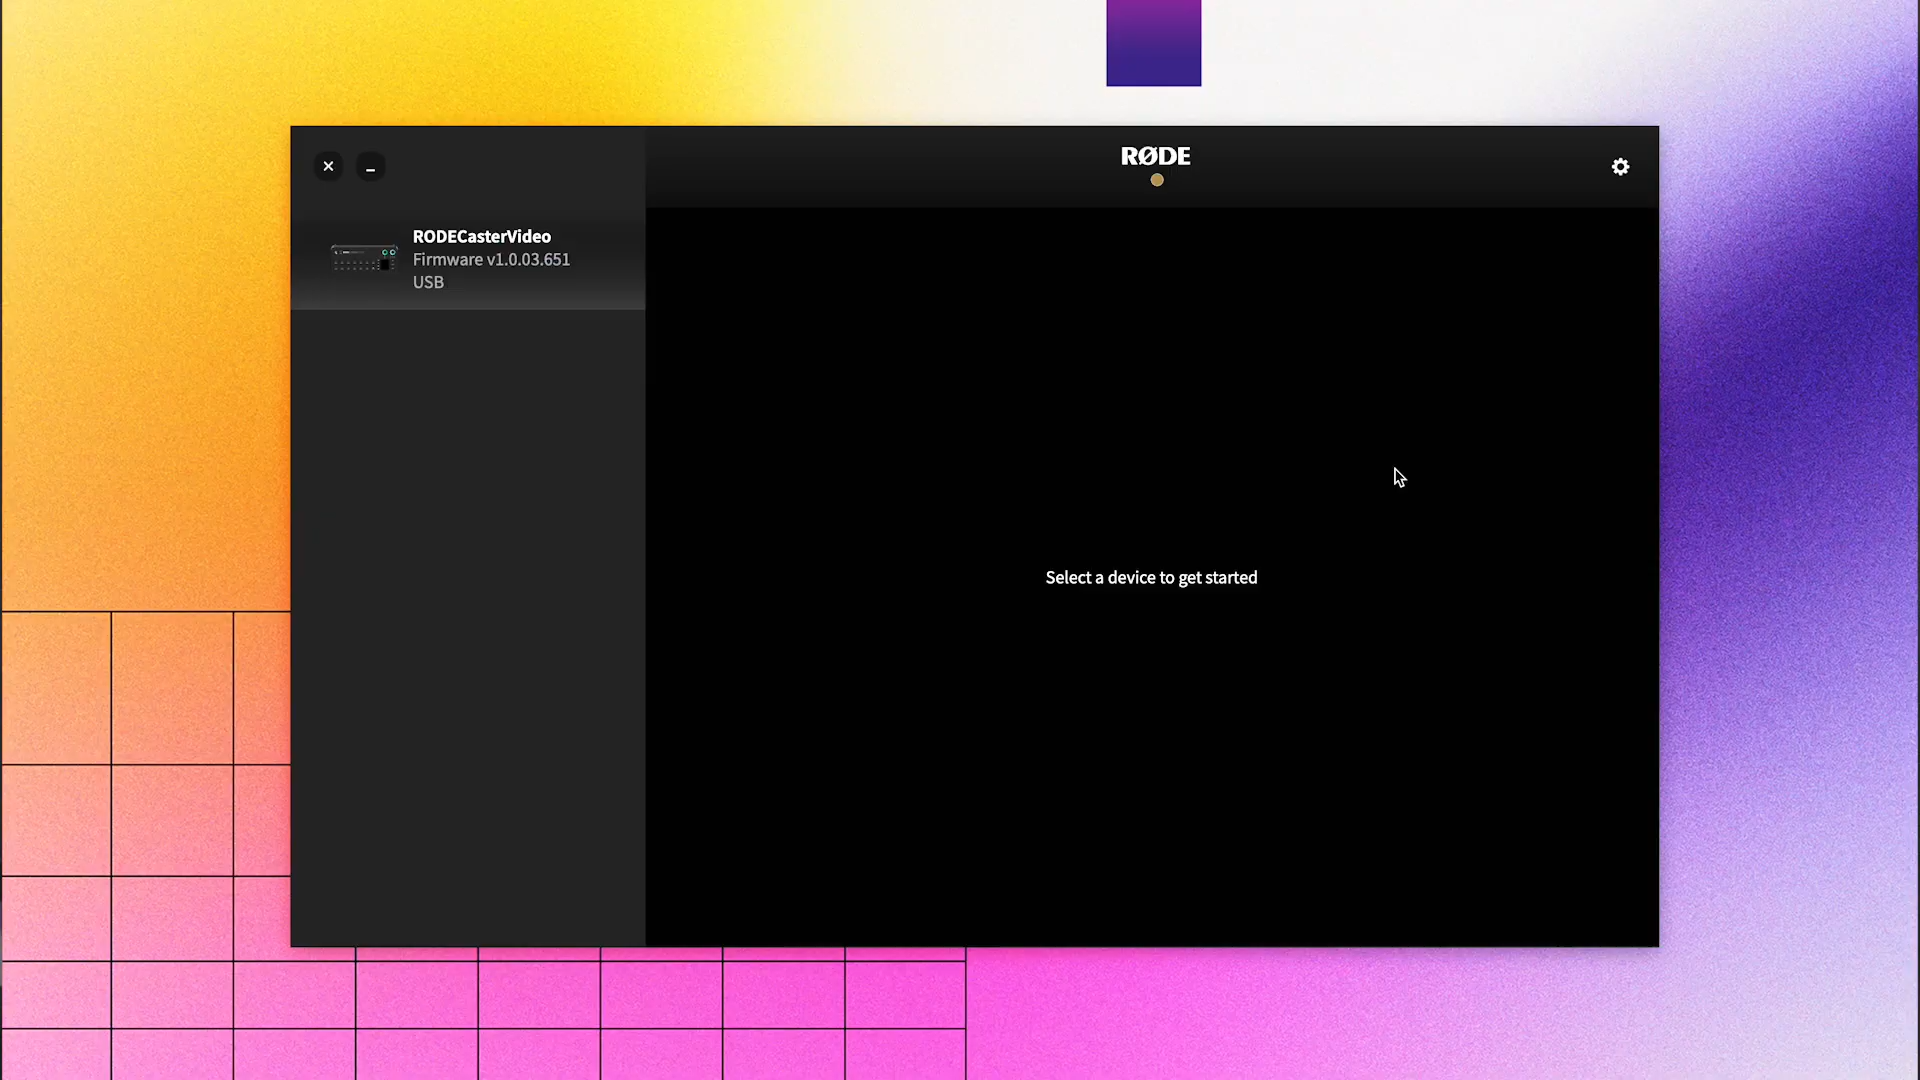 RØDE
RODECasterVideo
Firmware v1.0.03.651
USB
Select a device to get started